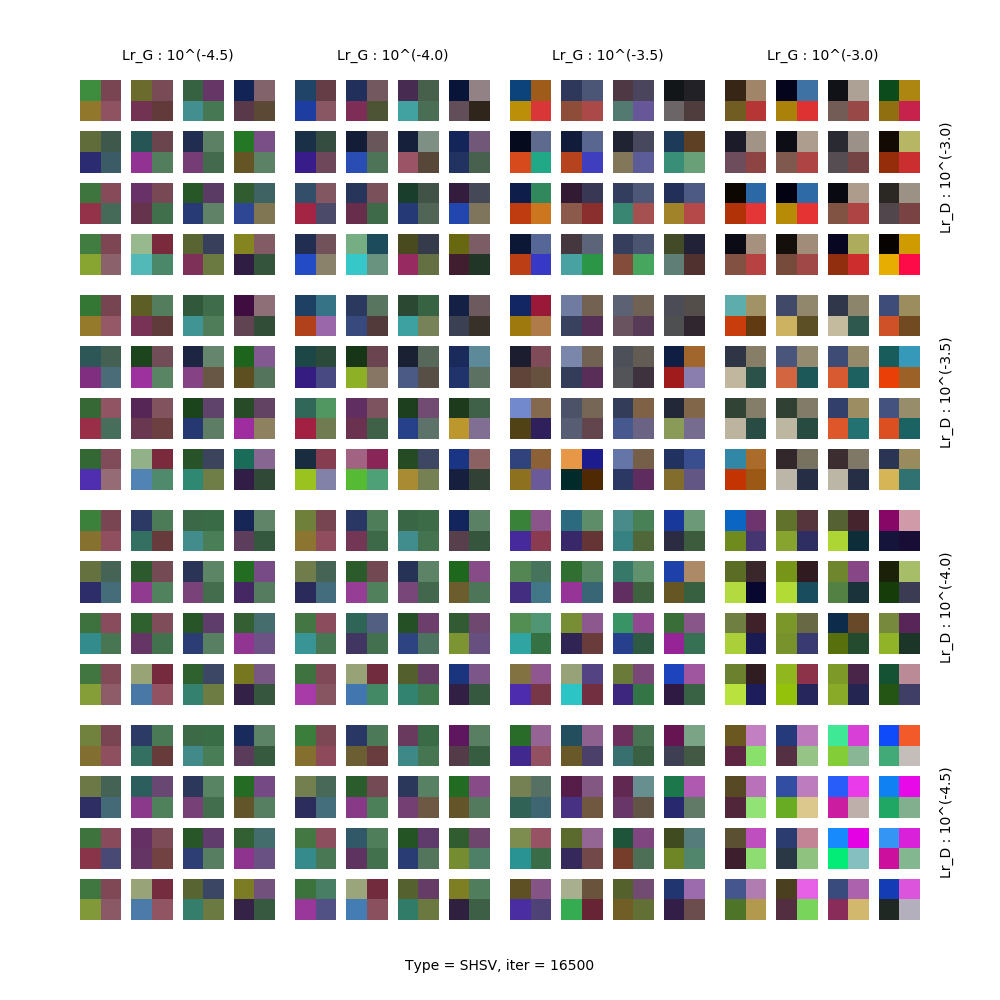 Lr_G : 10^(-4.5)
Lr_G : 10^(-4.0)
Lr_G : 10^(-3.5)
Lr_G : 10^(-3.0)
Lr_D : 10^(-3.0)
Lr_D : 10^(-3.5)
Lr_D : 10^(-4.0)
Lr_D : 10^(-4.5)
Type = SHSV, iter = 16500